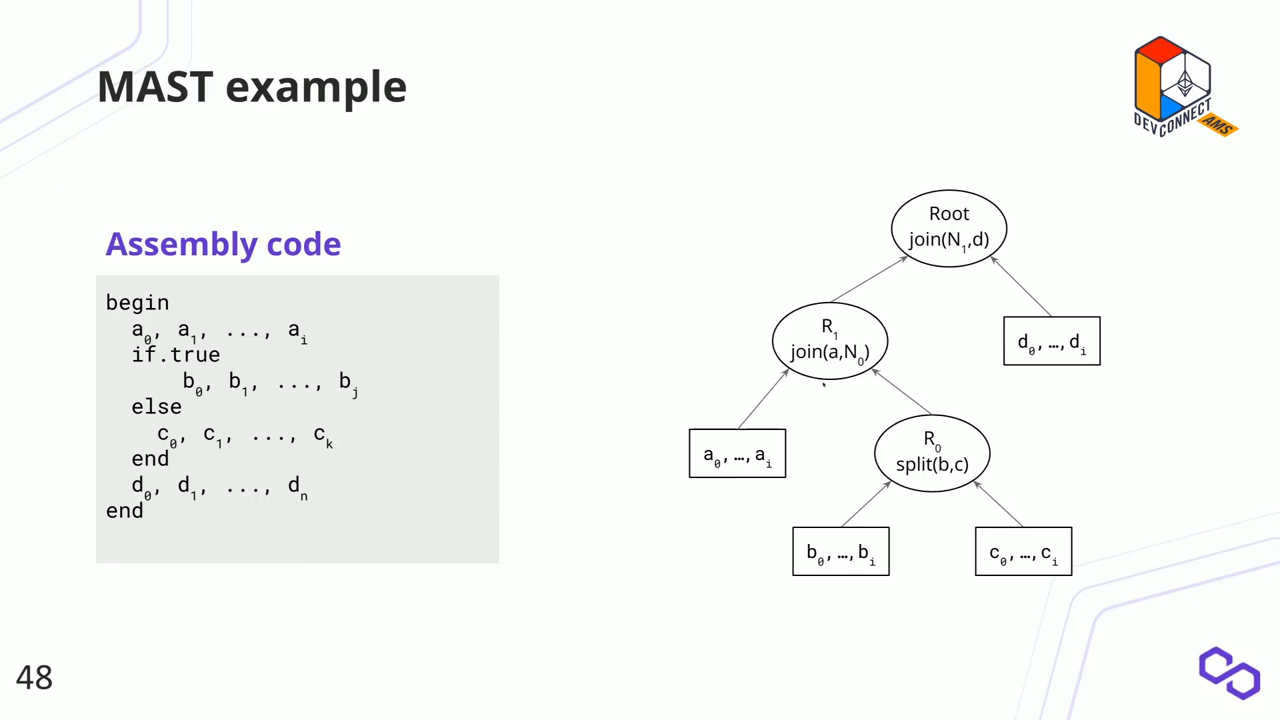 MAST example
DEVCONNECT
AMS
Assembly code
begin
a₀, a₁, ..., aᵢ
if.true
b₀, b₁, ..., bⱼ
else
c₀, c₁, ..., cₖ
end
d₀, d₁, ..., dₙ
end
Root
join(N₁,d)
R₁
join(a,N₀)
d₀,…,dᵢ
a₀,…,aᵢ
R₀
split(b,c)
b₀,…,bᵢ
c₀,…,cᵢ
48